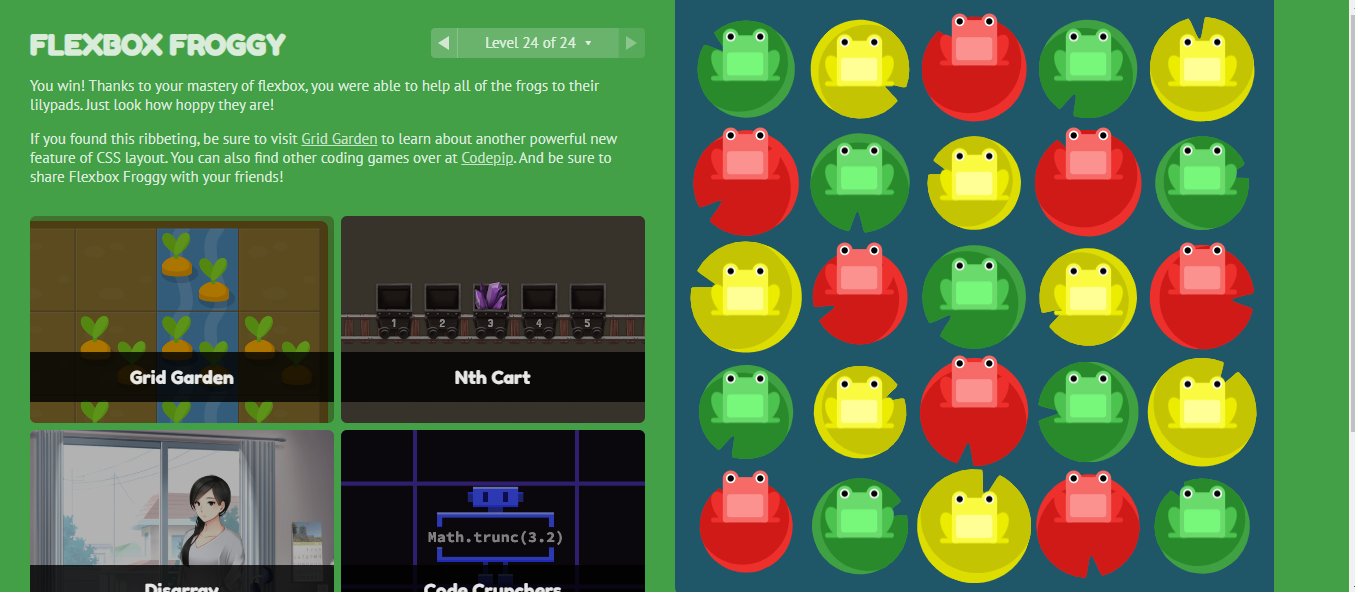 FLEXBOX FROGGY
Level 24 of 24
You win! Thanks to your mastery of flexbox, you were able to help all of the frogs to their
lilypads. Just look how hoppy they are!
If you found this ribbeting, be sure to visit Grid Garden to learn about another powerful new
feature of CSS layout. You can also find other coding games over at Codepip. And be sure to
share Flexbox Froggy with your friends!
1 2 3 4 5
Grid Garden
Nth Cart
Math.trunc(3.2)
Disarray
Code Crunchers